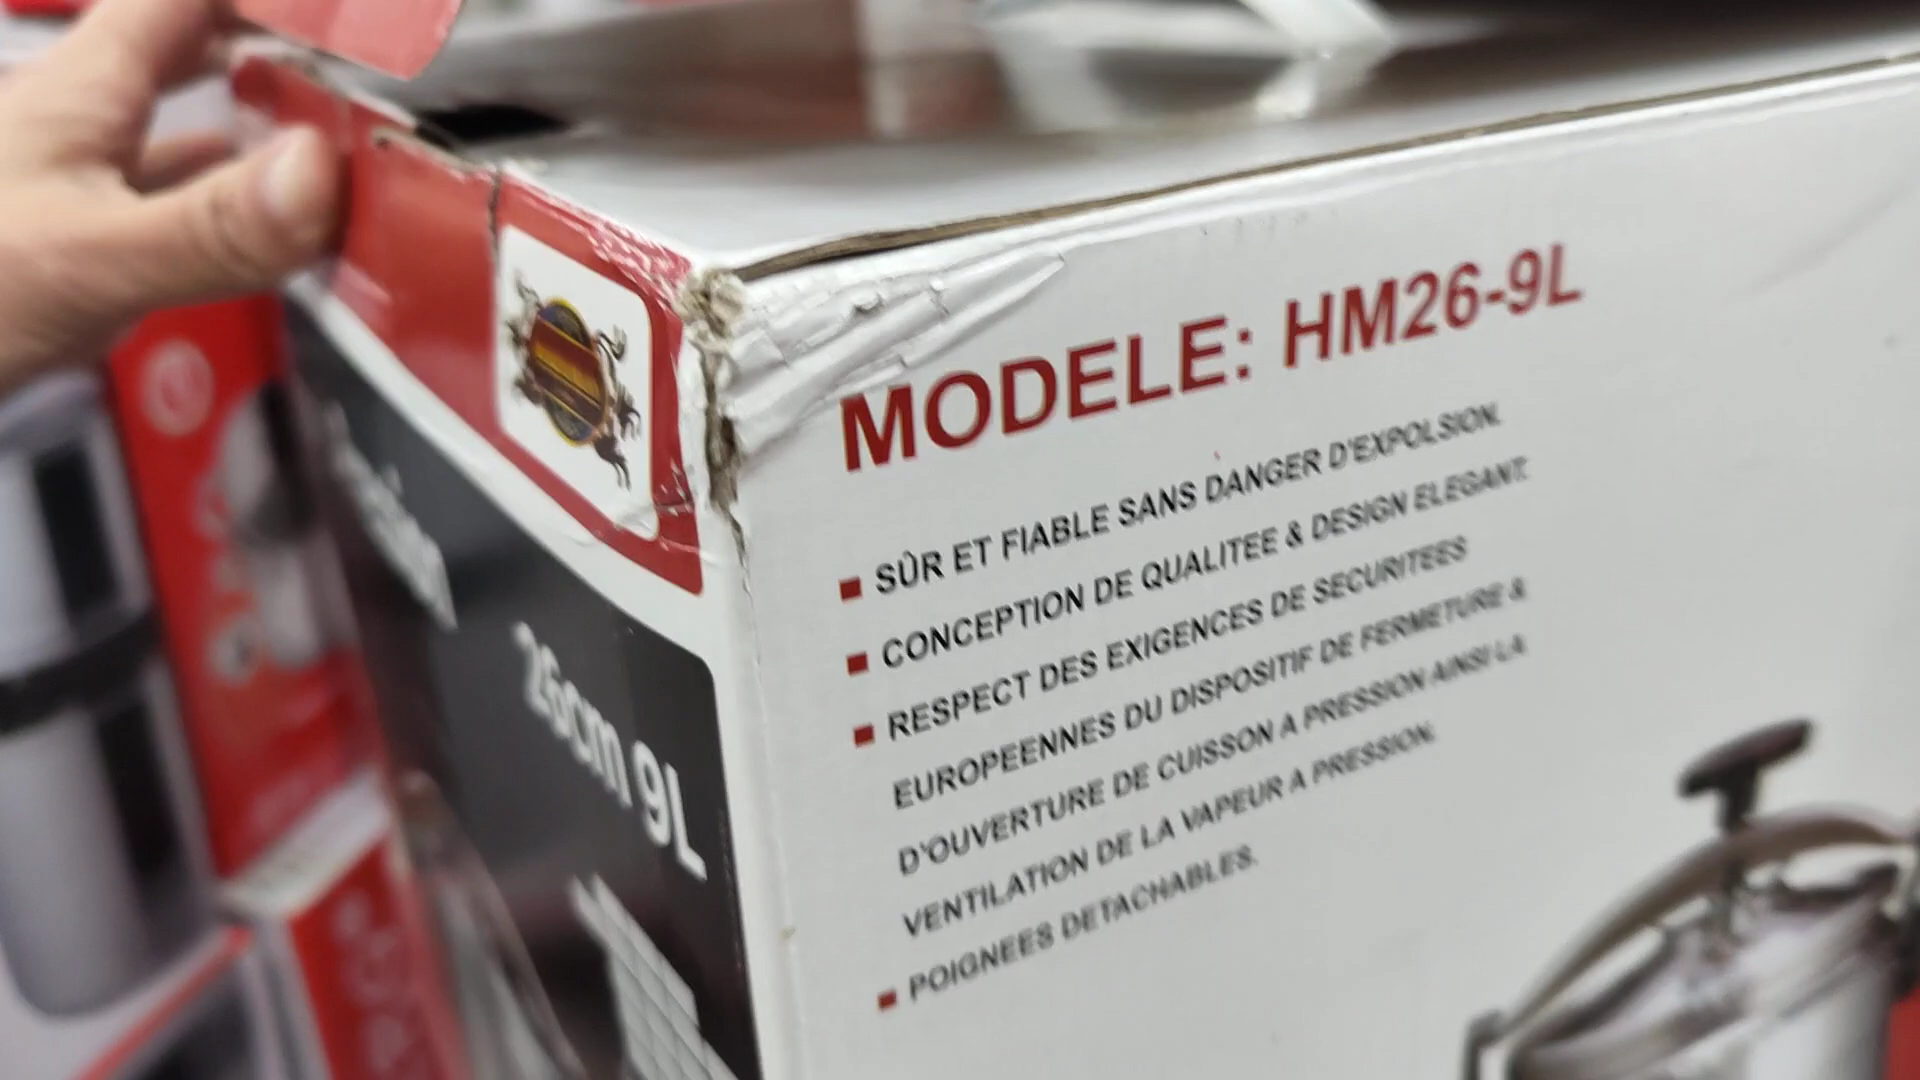 MODELE: HM26-9L
SÛR ET FIABLE SANS DANGER D'EXPOLSION.
CONCEPTION DE QUALITEE & DESIGN ELEGANT.
RESPECT DES EXIGENCES DE SECURITEES
EUROPEENNES DU DISPOSITIF DE FERMETURE &
D'OUVERTURE DE CUISSON A PRESSION AINSI LA
VENTILATION DE LA VAPEUR A PRESSION.
POIGNEES DETACHABLES.
26cm 9L